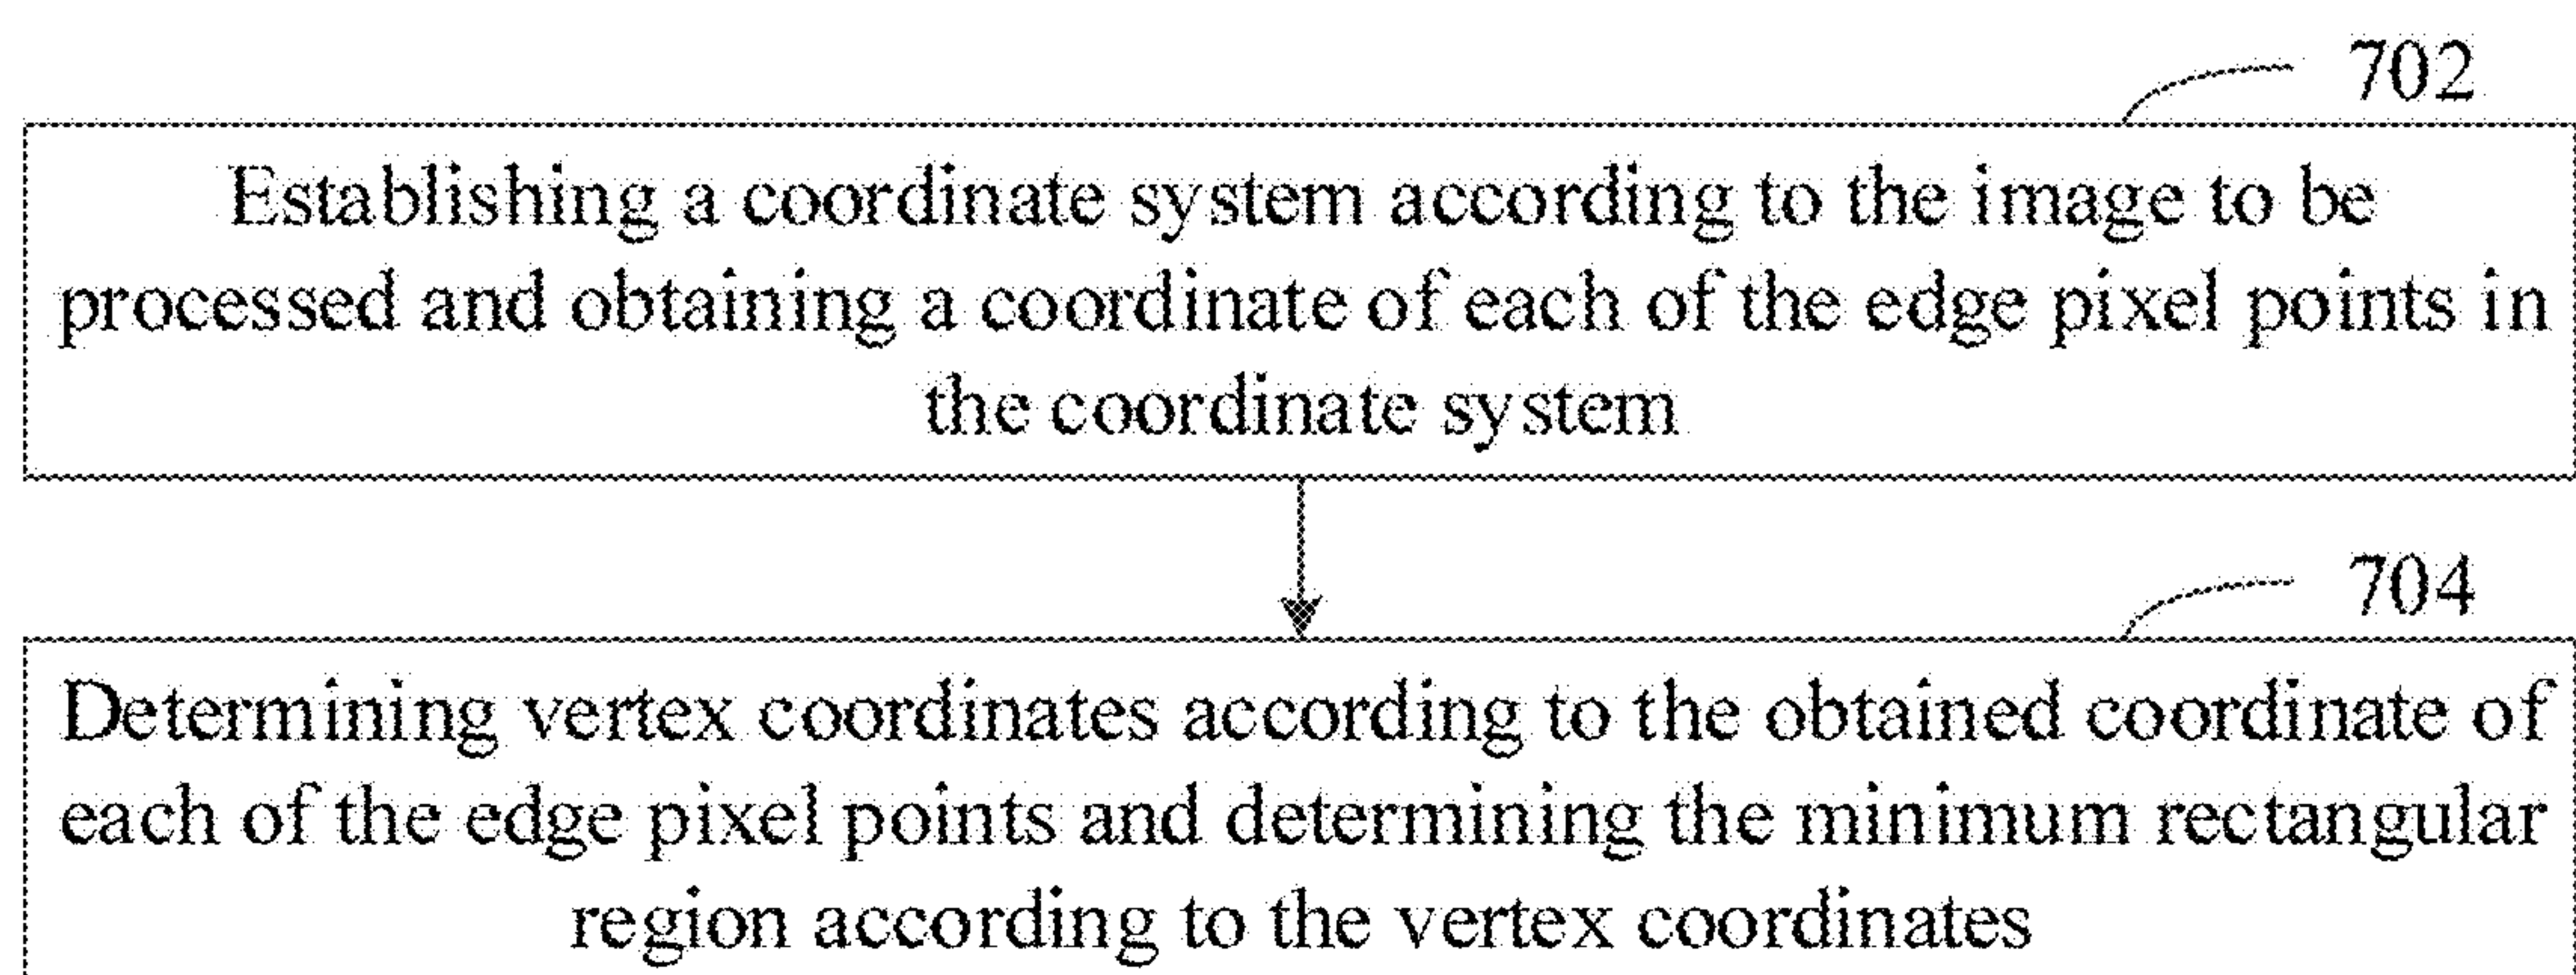 702
Establishing a coordinate system according to the image to be
processed and obtaining a coordinate of each of the edge pixel points in
the coordinate system
704
Determining vertex coordinates according to the obtained coordinate of
each of the edge pixel points and determining the minimum rectangular
region according to the vertex coordinates